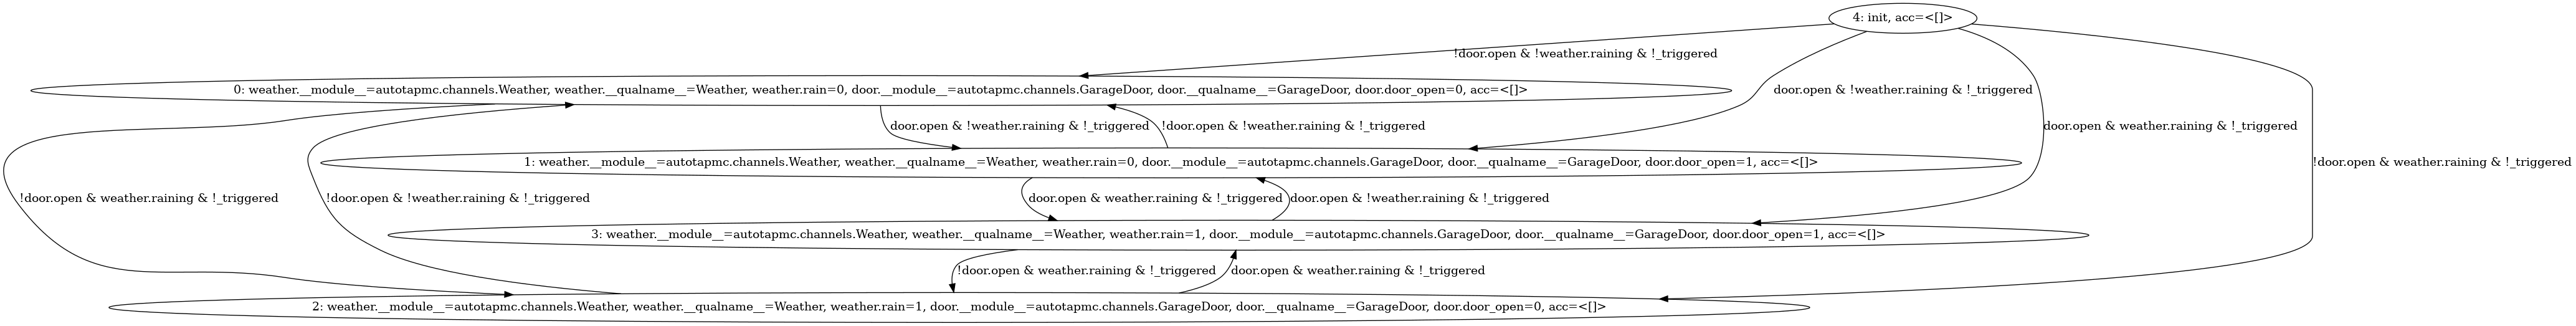 4: init, acc=<[]>
!door.open & !weather.raining & !_triggered
0: weather.__module__=autotapmc.channels.Weather, weather.__qualname__=Weather, weather.rain=0, door.__module__=autotapmc.channels.GarageDoor, door.__qualname__=GarageDoor, door.door_open=0, acc=<[]>
door.open & !weather.raining & !_triggered
door.open & !weather.raining & !_triggered
!door.open & !weather.raining & !_triggered
door.open & weather.raining & !_triggered
1: weather.__module__=autotapmc.channels.Weather, weather.__qualname__=Weather, weather.rain=0, door.__module__=autotapmc.channels.GarageDoor, door.__qualname__=GarageDoor, door.door_open=1, acc=<[]>
!door.open & weather.raining & !_triggered
!door.open & weather.raining & !_triggered
!door.open & !weather.raining & !_triggered
door.open & weather.raining & !_triggered
door.open & !weather.raining & !_triggered
3: weather.__module__=autotapmc.channels.Weather, weather.__qualname__=Weather, weather.rain=1, door.__module__=autotapmc.channels.GarageDoor, door.__qualname__=GarageDoor, door.door_open=1, acc=<[]>
!door.open & weather.raining & !_triggered
door.open & weather.raining & !_triggered
2: weather.__module__=autotapmc.channels.Weather, weather.__qualname__=Weather, weather.rain=1, door.__module__=autotapmc.channels.GarageDoor, door.__qualname__=GarageDoor, door.door_open=0, acc=<[]>